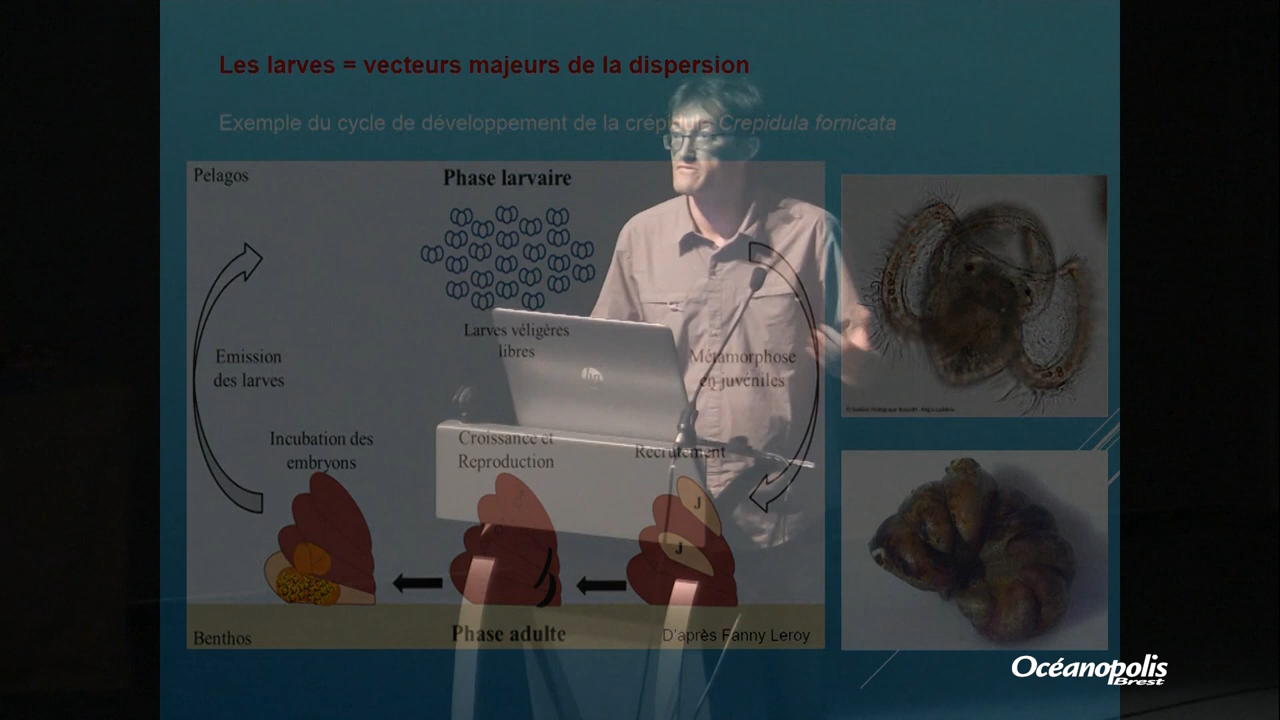 Les larves = vecteurs majeurs de la dispersion
Exemple du cycle de développement de la crépidule Crepidula fornicata
Pelagos
Phase larvaire
Larves véligères
libres
Emission
des larves
Métamorphose
en juvéniles
Incubation des
embryons
Croissance et
Reproduction
Recrutement
J
J
hp
Benthos
Phase adulte
D'après Fanny Leroy
Océanopolis
Brest